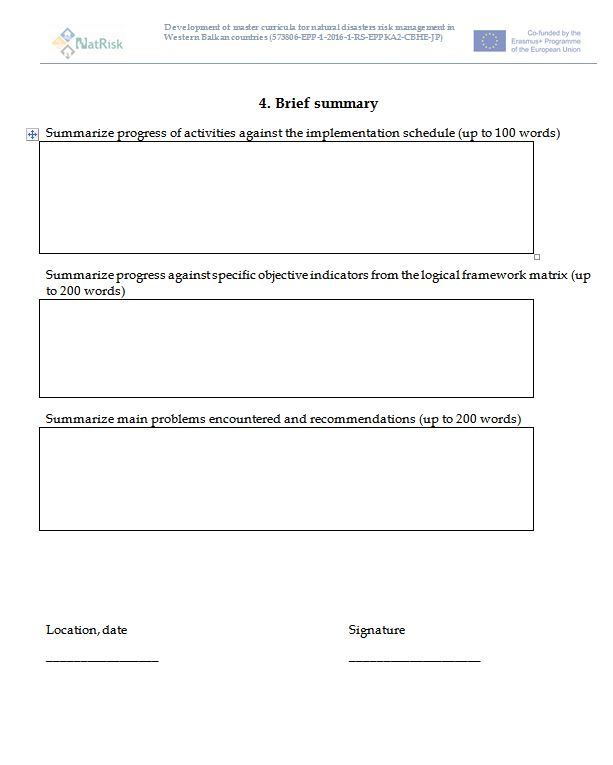 NatRisk
Development of master curricula for natural disasters risk management in
Western Balkan countries (573806-EPP-1-2016-1-RS-EPPKA2-CBHE-JP)
Co-funded by the
Erasmus+ Programme
of the European Union
4. Brief summary
Summarize progress of activities against the implementation schedule (up to 100 words)
Summarize progress against specific objective indicators from the logical framework matrix (up
to 200 words)
Summarize main problems encountered and recommendations (up to 200 words)
Location, date
Signature